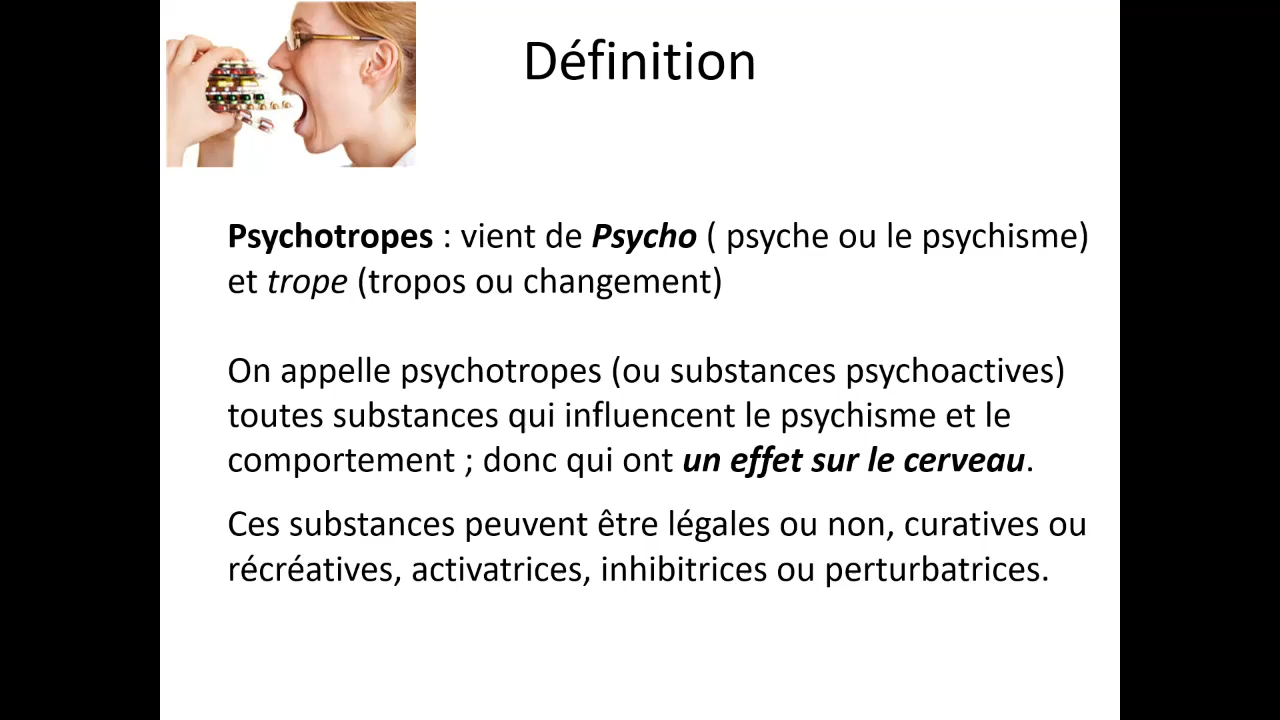 Définition
Psychotropes : vient de Psycho ( psyche ou le psychisme)
et trope (tropos ou changement)
On appelle psychotropes (ou substances psychoactives)
toutes substances qui influencent le psychisme et le
comportement ; donc qui ont un effet sur le cerveau.
Ces substances peuvent être légales ou non, curatives ou
récréatives, activatrices, inhibitrices ou perturbatrices.